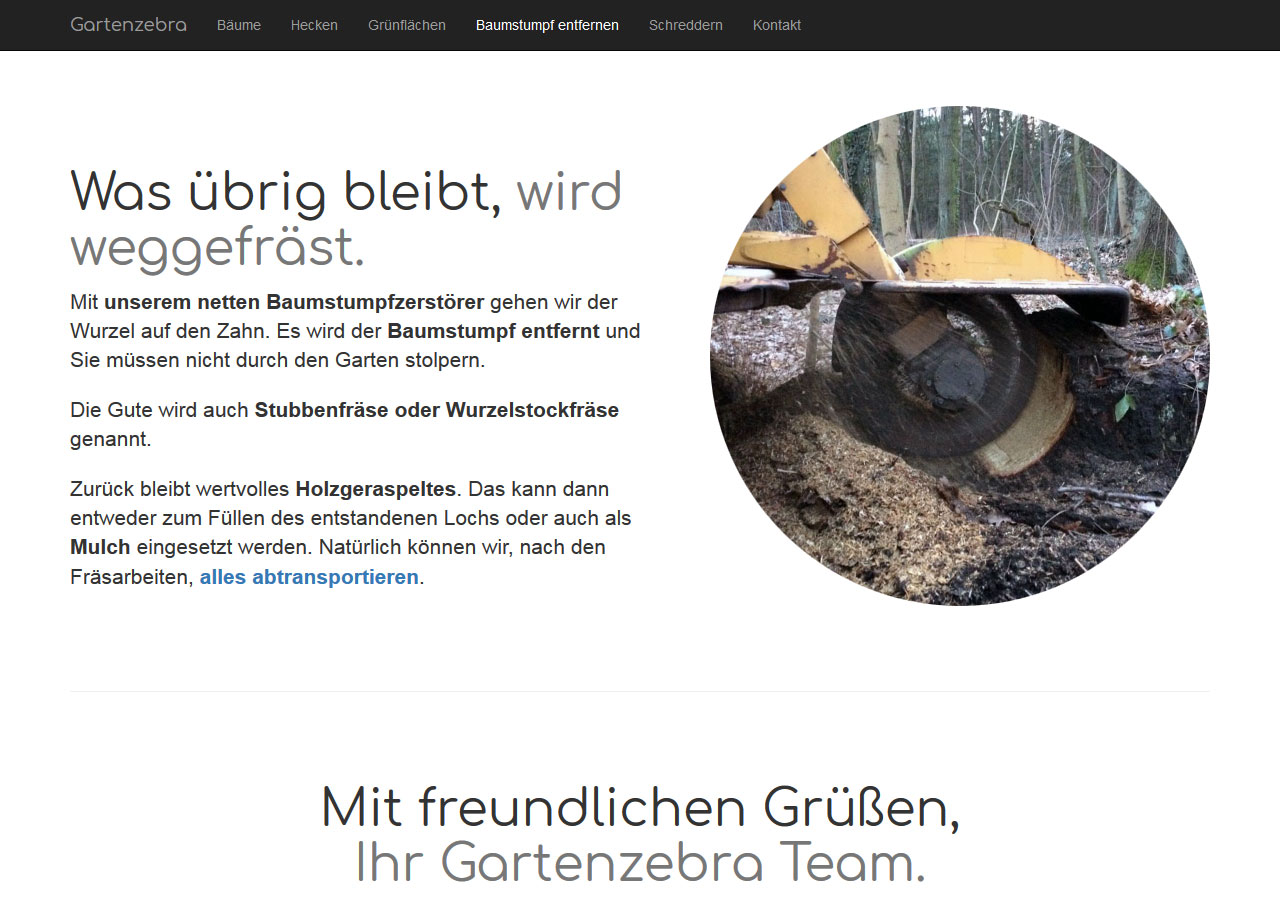 Gartenzebra Bäume Hecken Grünflächen Baumstumpf entfernen Schreddern Kontakt
Was übrig bleibt, wird
weggefräst.
Mit unserem netten Baumstumpfzerstörer gehen wir der
Wurzel auf den Zahn. Es wird der Baumstumpf entfernt und
Sie müssen nicht durch den Garten stolpern.
Die Gute wird auch Stubbenfräse oder Wurzelstockfräse
genannt.
Zurück bleibt wertvolles Holzgeraspeltes. Das kann dann
entweder zum Füllen des entstandenen Lochs oder auch als
Mulch eingesetzt werden. Natürlich können wir, nach den
Fräsarbeiten, alles abtransportieren.
Mit freundlichen Grüßen,
Ihr Gartenzebra Team.